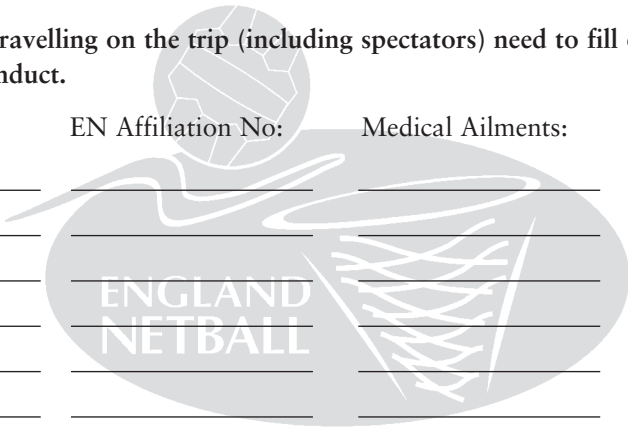 ravelling on the trip (including spectators) need to fill
nduct.
EN Affiliation No: Medical Ailments:
ENGLAND
NETBALL